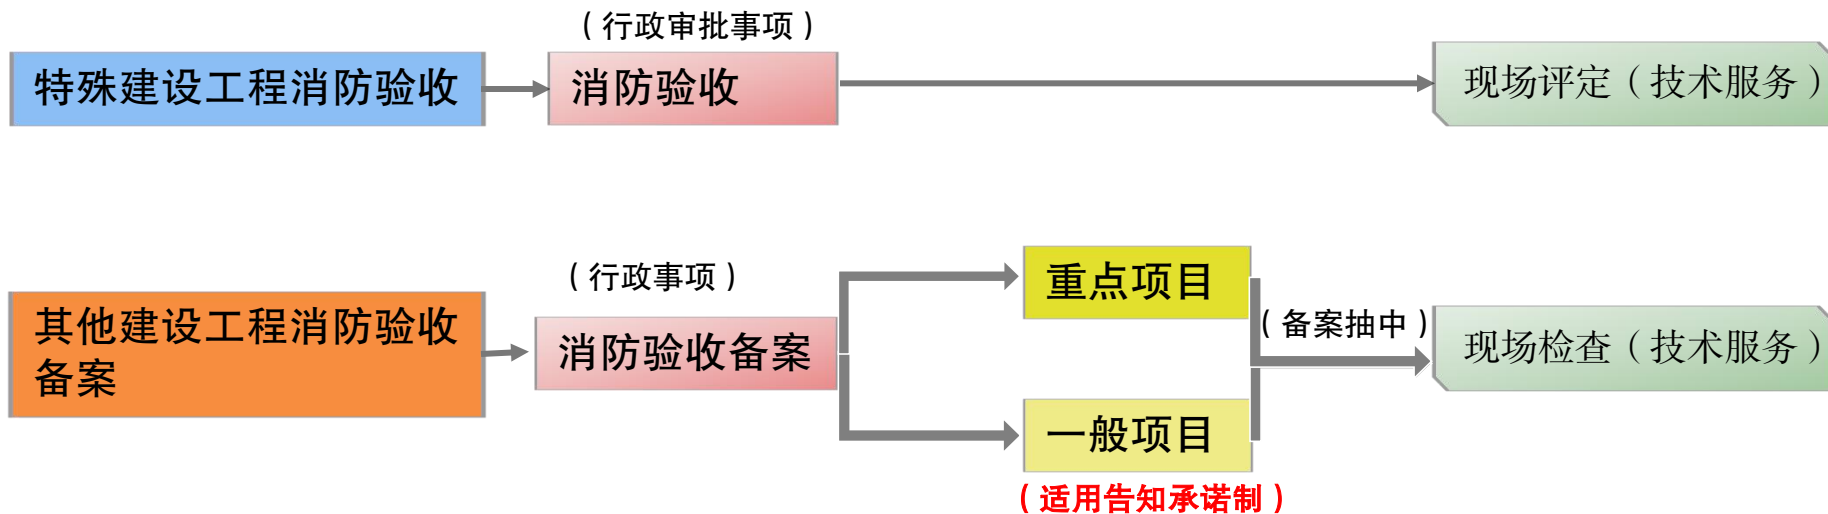 （行政审批事项）
特殊建设工程消防验收
消防验收
现场评定（技术服务）
（行政事项）
其他建设工程消防验收
备案
消防验收备案
重点项目
（备案抽中）
现场检查（技术服务）
一般项目
（适用告知承诺制）